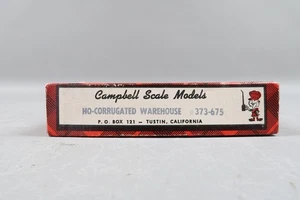 Campbell Scale Models
HO-CORRUGATED WAREHOUSE 373-675
P. O. BOX 121 — TUSTIN, CALIFORNIA